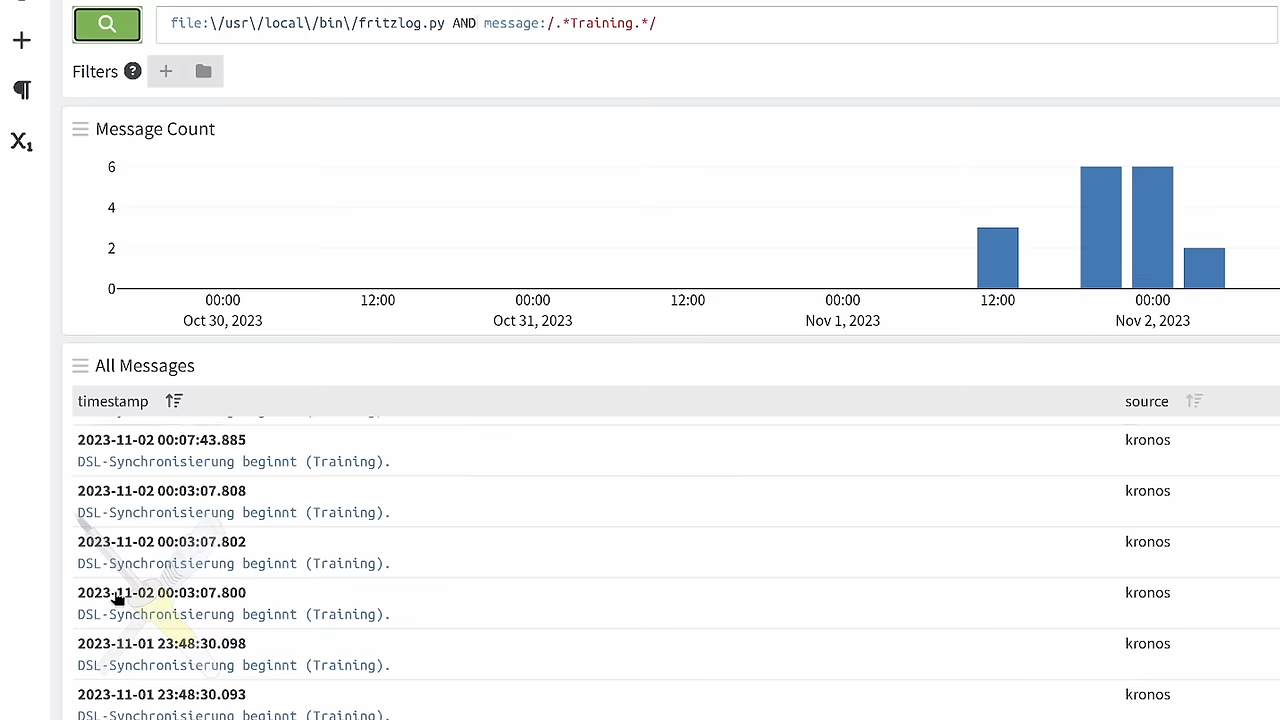 file:\/usr\/local\/bin\/fritzlog.py AND message:/.*Training.*/
Filters ? +
¶
X₁
Message Count
6
4
2
0
00:00 12:00 00:00 12:00 00:00 12:00 00:00
Oct 30, 2023 Oct 31, 2023 Nov 1, 2023 Nov 2, 2023
All Messages
timestamp source
2023-11-02 00:07:43.885 kronos
DSL-Synchronisierung beginnt (Training).
2023-11-02 00:03:07.808 kronos
DSL-Synchronisierung beginnt (Training).
2023-11-02 00:03:07.802 kronos
DSL-Synchronisierung beginnt (Training).
2023-11-02 00:03:07.800 kronos
DSL-Synchronisierung beginnt (Training).
2023-11-01 23:48:30.098 kronos
DSL-Synchronisierung beginnt (Training).
2023-11-01 23:48:30.093 kronos
DSL-Synchronisierung beginnt (Training).